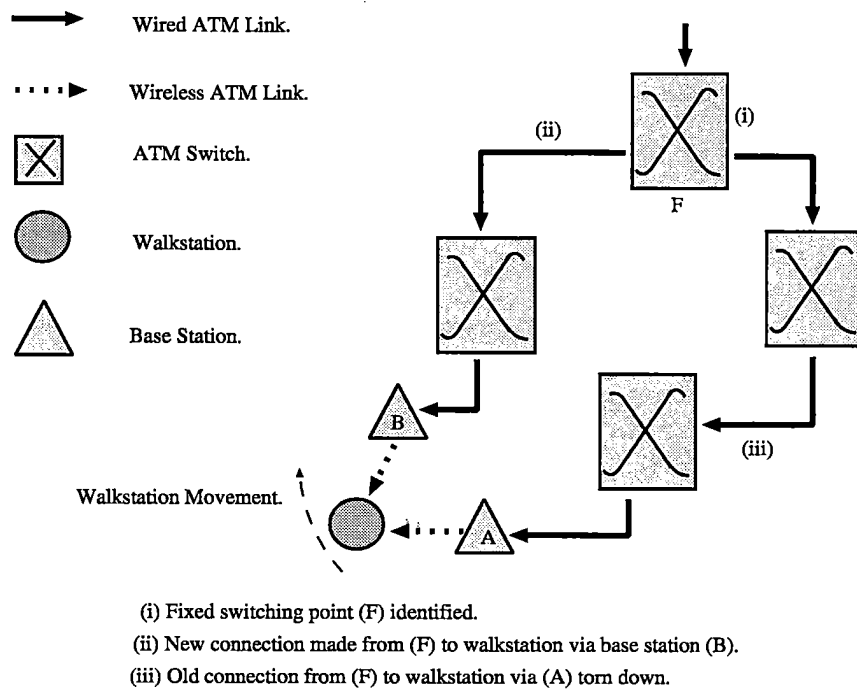 Wired ATM Link.
Wireless ATM Link.
ATM Switch.
Walkstation.
Base Station.
(i)
(ii)
F
B
(iii)
Walkstation Movement.
A
(i) Fixed switching point (F) identified.
(ii) New connection made from (F) to walkstation via base station (B).
(iii) Old connection from (F) to walkstation via (A) torn down.